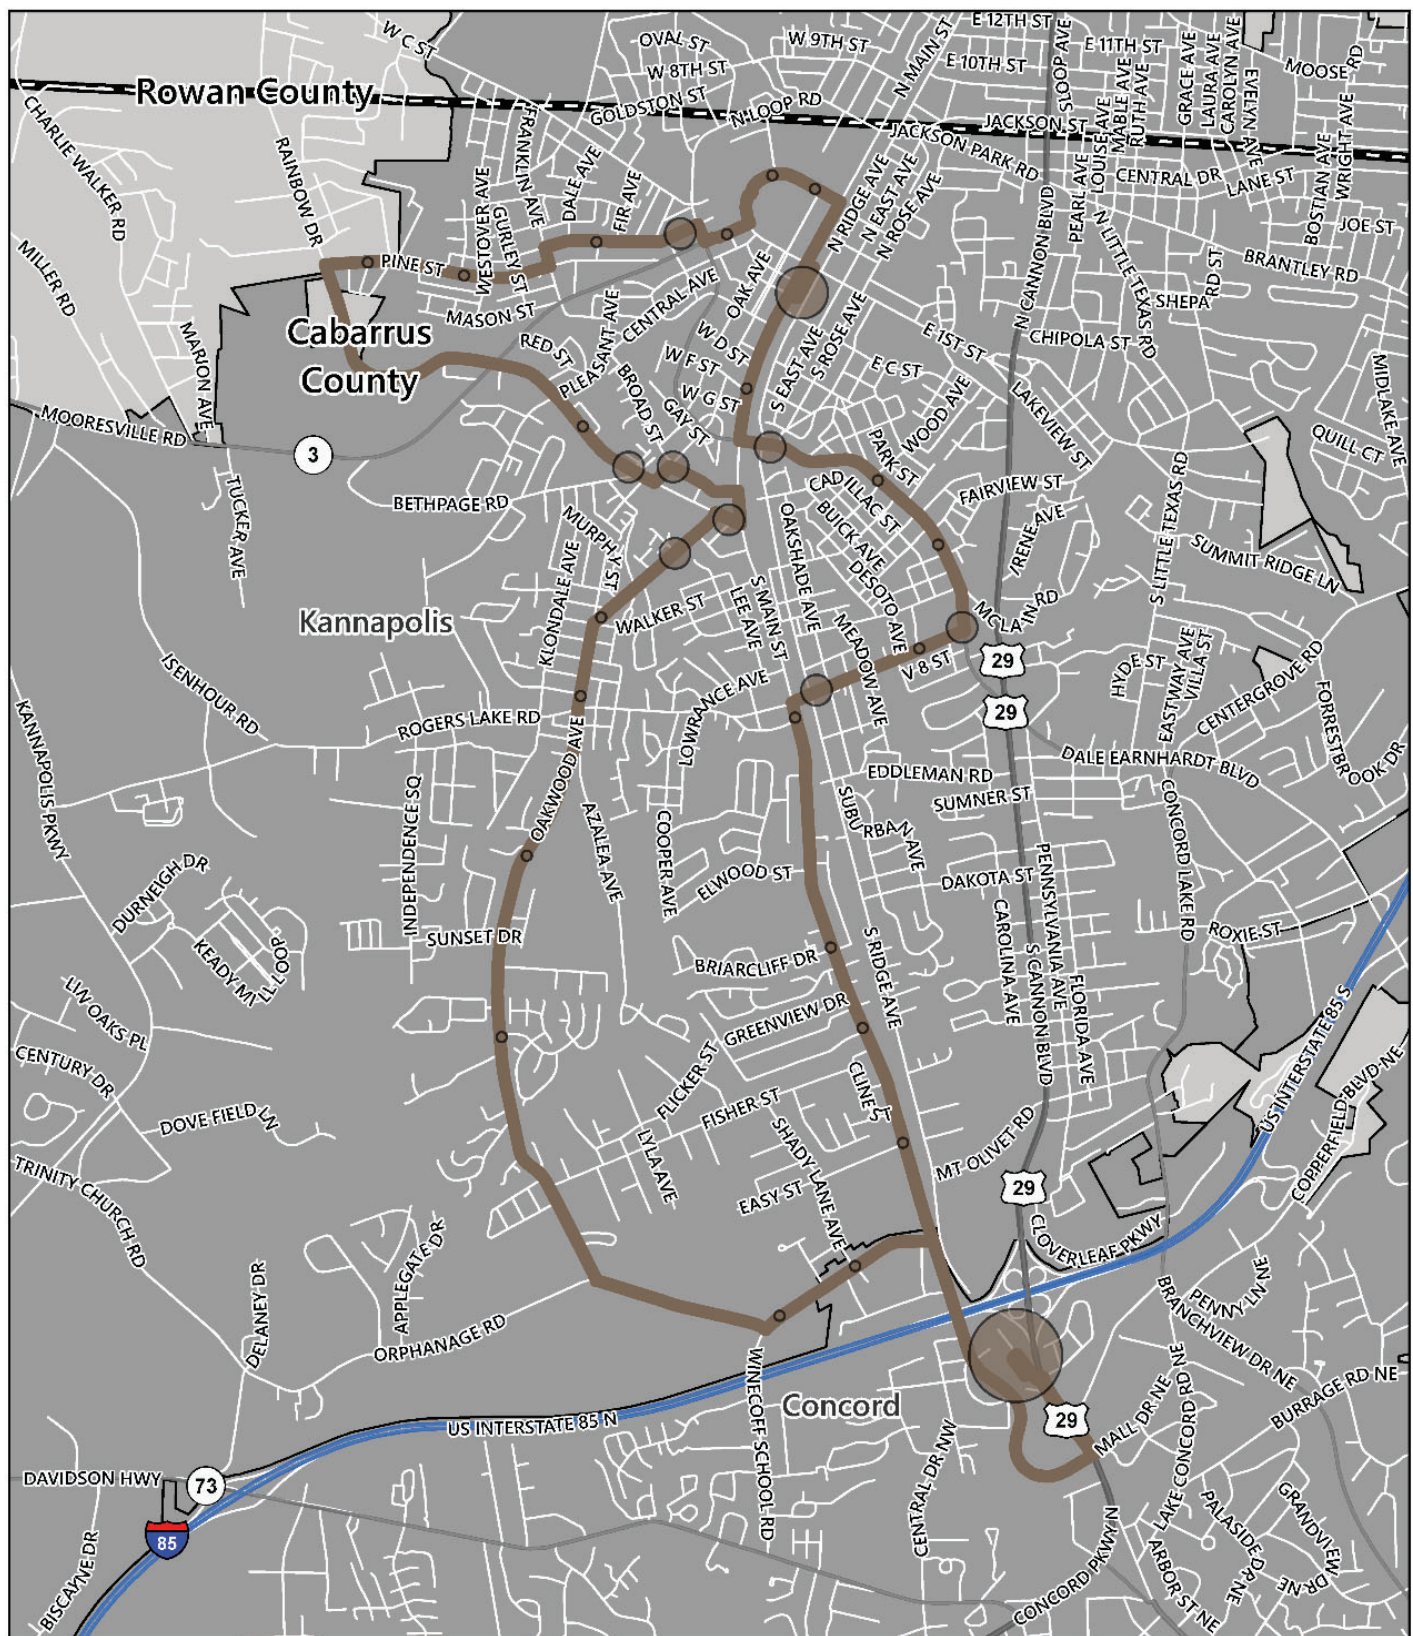 E 12TH ST
W C ST
OVAL ST
W 9TH ST
N MAIN ST
SLOOP AVE
E 11TH ST
GRACE AVE
LAURA AVE
CAROLYN AVE
EVELYN AVE
MOOSE RD
W 8TH ST
E 10TH ST
Rowan County
GOLDSTON ST
N LOOP RD
MABLE AVE
RUTH AVE
LOUISE AVE
CHARLIE WALKER RD
RAINBOW DR
FRANKLIN AVE
JACKSON PARK RD
JACKSON ST
BOSTIAN AVE
WRIGHT AVE
WESTOVER AVE
GURLEY ST
DALE AVE
FIR AVE
N RIDGE AVE
N EAST AVE
N ROSE AVE
PEARL AVE
CENTRAL DR
LANE ST
JOE ST
MILLER RD
PINE ST
N CANNON BLVD
N LITTLE TEXAS RD
BRANTLEY RD
SHEPARD ST
MASON ST
CENTRAL AVE
OAK AVE
Cabarrus
County
MARION AVE
RED ST
PLEASANT AVE
W D ST
W F ST
W G ST
S EAST AVE
S ROSE AVE
E 1ST ST
E C ST
CHIPOLA ST
MIDLAKE AVE
BROAD ST
GAY ST
WOOD AVE
LAKEVIEW ST
MOORESVILLE RD
3
PARK ST
QUILL CT
TUCKER AVE
BETHPAGE RD
CADILLAC ST
FAIRVIEW ST
MURPHY ST
OAKSHADE AVE
BUICK AVE
IRENE AVE
S LITTLE TEXAS RD
SUMMIT RIDGE LN
KLONDALE AVE
DESOTO AVE
Kannapolis
WALKER ST
LEE AVE
S MAIN ST
MEADOW AVE
MCLAIN RD
V 8 ST
29
HYDE ST
EASTWAY AVE
VILLA ST
CENTERGROVE RD
ISENHOUR RD
LOWRANCE AVE
29
FORRESTBROOK DR
KANNAPOLIS PKWY
ROGERS LAKE RD
OAKWOOD AVE
DALE EARNHARDT BLVD
EDDLEMAN RD
INDEPENDENCE SQ
AZALEA AVE
COOPER AVE
SUBURBAN AVE
SUMNER ST
CONCORD LAKE RD
DURNEIGH DR
ELWOOD ST
DAKOTA ST
PENNSYLVANIA AVE
KEADY MILL LOOP
SUNSET DR
CAROLINA AVE
ROXIE ST
BRIARCLIFF DR
S RIDGE AVE
S CANNON BLVD
FLORIDA AVE
LIV OAKS PL
GREENVIEW DR
US INTERSTATE 85 S
CENTURY DR
FLICKER ST
CLINE ST
COPPERFIELD BLVD NE
DOVE FIELD LN
FISHER ST
LYLA AVE
SHADY LANE AVE
MT OLIVET RD
TRINITY CHURCH RD
EASY ST
29
APPLEGATE DR
CLOVERLEAF PKWY
DELANEY DR
PENNY LN NE
BRANCHVIEW DR NE
ORPHANAGE RD
WINECOFF SCHOOL RD
Concord
BURRAGE RD NE
US INTERSTATE 85 N
29
MALL DR NE
LAKE CONCORD RD NE
DAVIDSON HWY
73
CENTRAL DR NW
PALASIDE DR NE
GRANDVIEW DR NE
85
BISCAYNE DR
CONCORD PKWY N
ARBOR ST NE